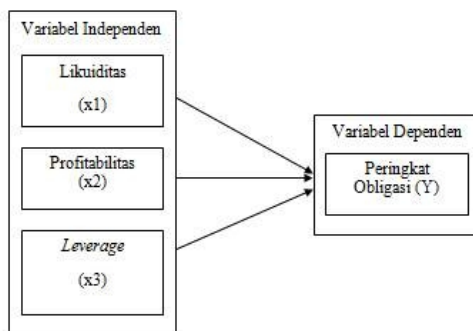 Variabel Independen
Likuiditas
(x1)
Profitabilitas
(x2)
Leverage
(x3)
Variabel Dependen
Peringkat
Obligasi (Y)